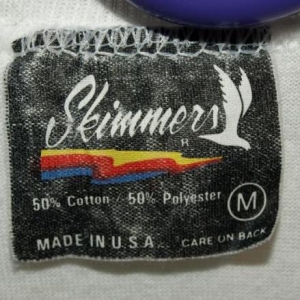 Skimmers
R
50% Cotton / 50% Polyester M
MADE IN U.S.A. CARE ON BACK